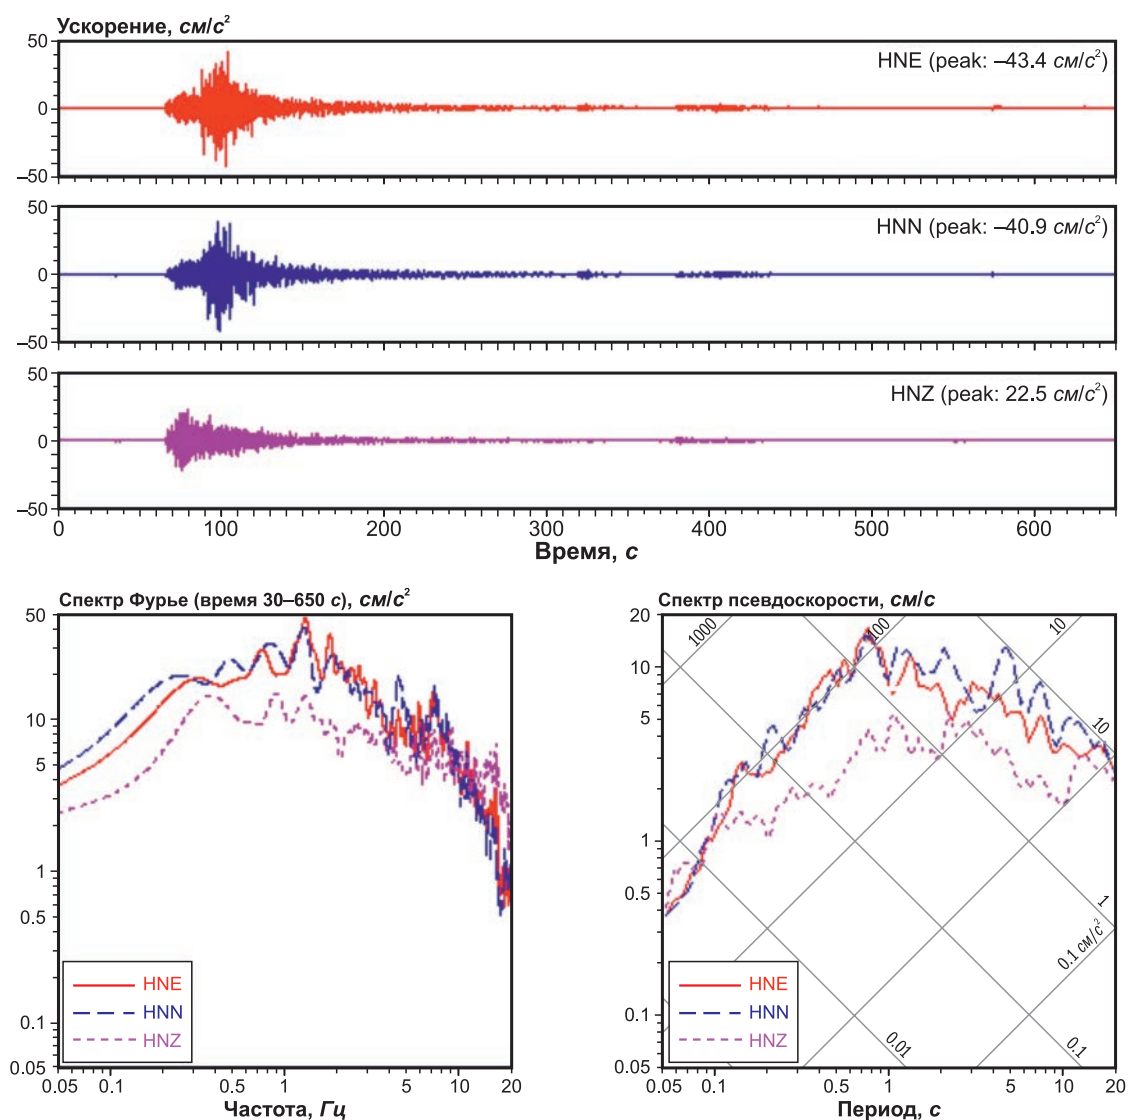 Ускорение, см/с²
50
0
–50
HNE (peak: –43.4 см/с²)
50
0
–50
HNN (peak: –40.9 см/с²)
50
0
–50
HNZ (peak: 22.5 см/с²)
0 100 200 300 400 500 600
Время, с
Спектр Фурье (время 30–650 с), см/с²
50
10
5
1
0.5
0.1
0.05
HNE
HNN
HNZ
0.05 0.1 0.5 1 5 10 20
Частота, Гц
Спектр псевдоскорости, см/с
20
10
5
1
0.5
0.1
0.05
1000
100
10
10
1
0.1 см/с²
0.01
0.1
HNE
HNN
HNZ
0.05 0.1 0.5 1 5 10 20
Период, с